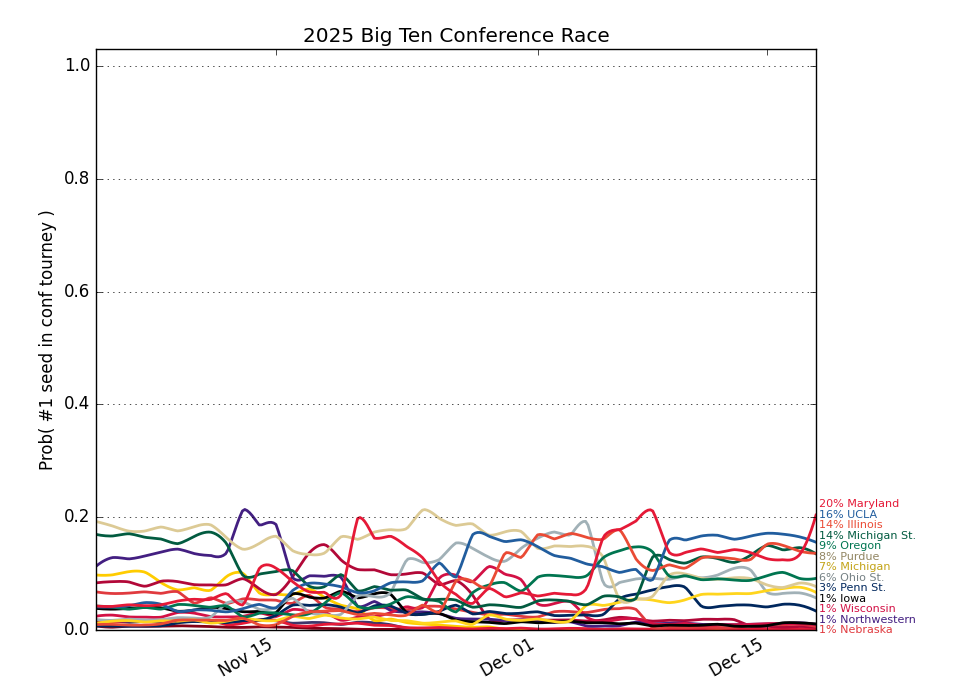 2025 Big Ten Conference Race
1.0
0.8
0.6
0.4
0.2
0.0
Prob( #1 seed in conf tourney )
Nov 15
Dec 01
Dec 15
20% Maryland
16% UCLA
14% Illinois
14% Michigan St.
9% Oregon
8% Purdue
7% Michigan
6% Ohio St.
3% Penn St.
1% Iowa
1% Wisconsin
1% Northwestern
1% Nebraska